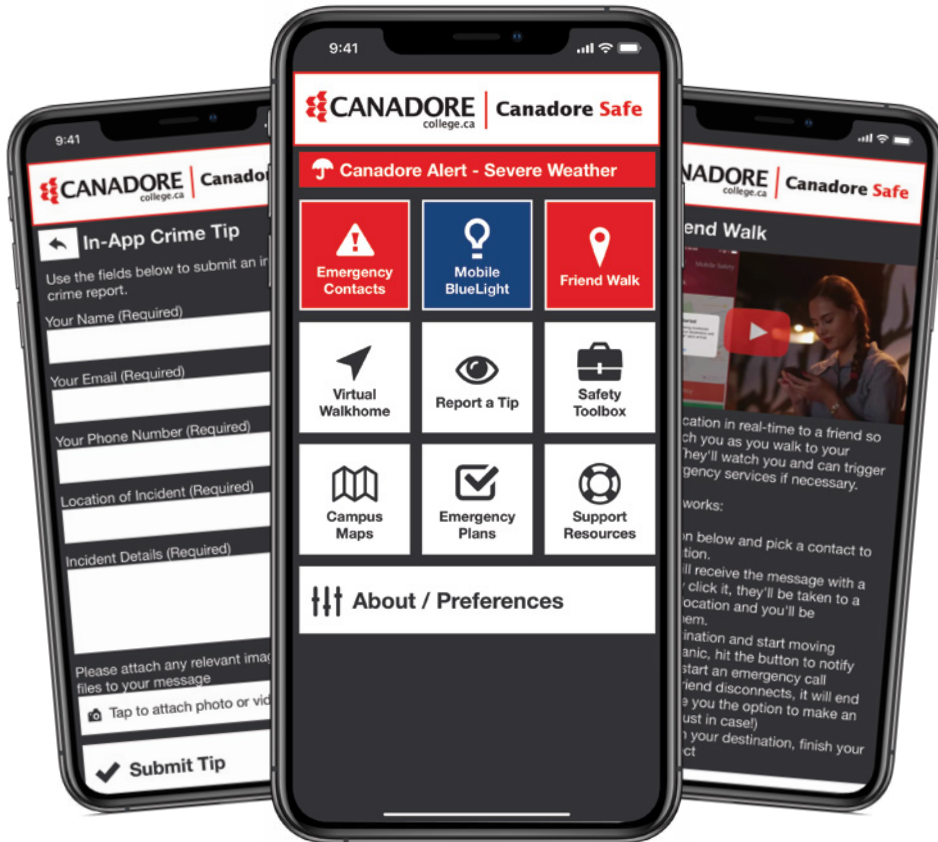 9:41
CANADORE
college.ca
Canador
In-App Crime Tip
Use the fields below to submit an
crime report.
Your Name (Required)
Your Email (Required)
Your Phone Number (Required)
Location of Incident (Required)
Incident Details (Required)
Please attach any relevant
files to your message
Tap to attach photo or
Submit Tip
9:41
CANADORE
college.ca
Canadore Safe
Canadore Alert - Severe Weather
Emergency
Contacts
Mobile
BlueLight
Friend Walk
Virtual
Walkhome
Report a Tip
Safety
Toolbox
Campus
Maps
Emergency
Plans
Support
Resources
About / Preferences
NADORE
college.ca
Canadore Safe
end Walk
Mobile Safety
cation in real-time to a friend so
ch you as you walk to your
They'll watch you and can trigger
gency services if necessary.
works:
on below and pick a contact to
tion.
ill receive the message with a
click it, they'll be taken to a
location and you'll be
em.
ination and start moving
anic, hit the button to notify
start an emergency call
riend disconnects, it will end
e you the option to make an
ust in case!)
your destination, finish your
ect